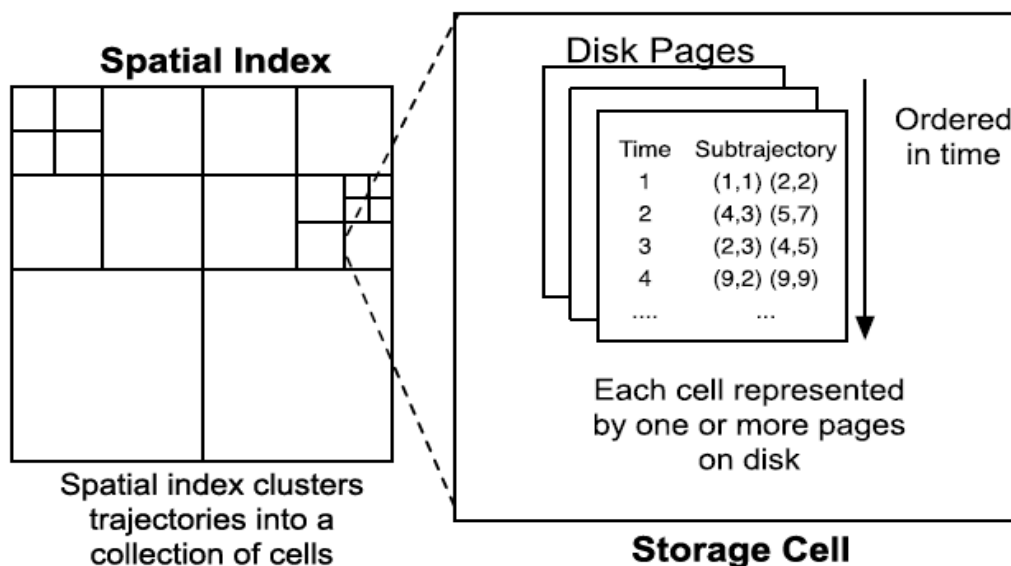 Spatial Index
Spatial index clusters
trajectories into a
collection of cells
Disk Pages
Time Subtrajectory
1 (1,1) (2,2)
2 (4,3) (5,7)
3 (2,3) (4,5)
4 (9,2) (9,9)
.... ...
Ordered
in time
Each cell represented
by one or more pages
on disk
Storage Cell